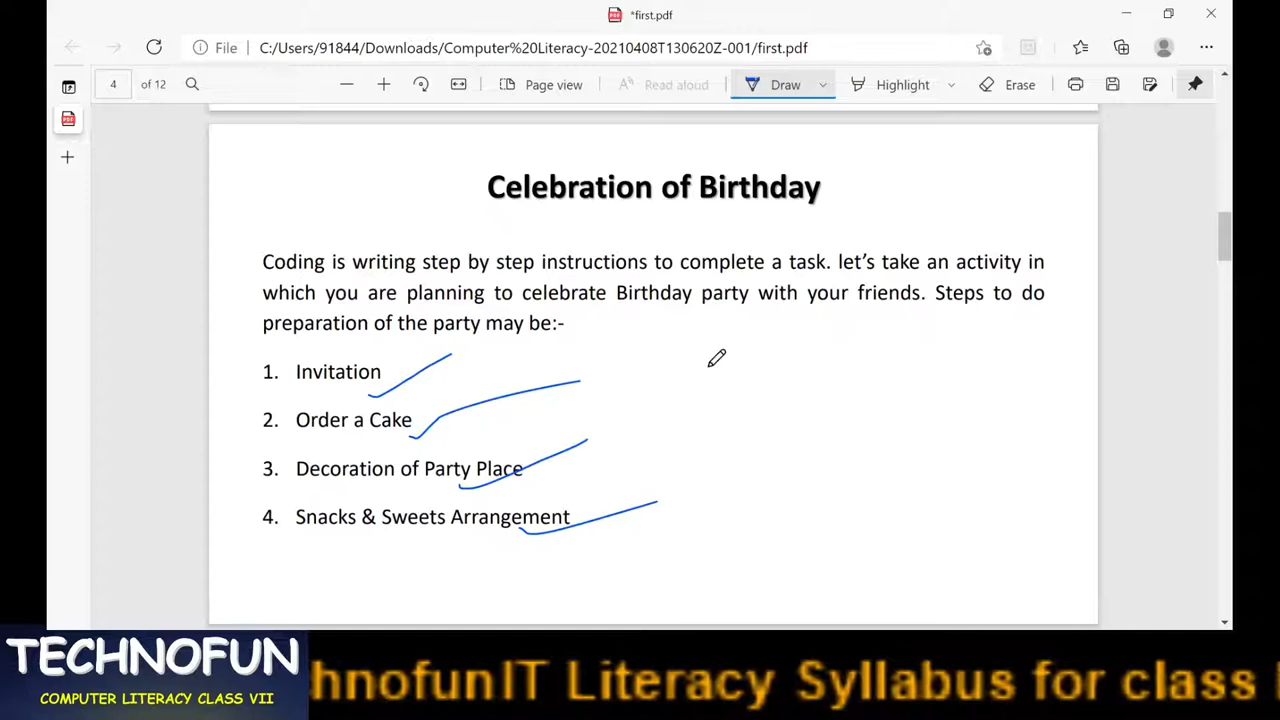 *first.pdf
File C:/Users/91844/Downloads/Computer%20Literacy-20210408T130620Z-001/first.pdf
4 of 12 Page view Read aloud Draw Highlight Erase
Celebration of Birthday
Coding is writing step by step instructions to complete a task. let’s take an activity in
which you are planning to celebrate Birthday party with your friends. Steps to do
preparation of the party may be:-
1. Invitation
2. Order a Cake
3. Decoration of Party Place
4. Snacks & Sweets Arrangement
TECHNOFUN
COMPUTER LITERACY CLASS VII
hnofunIT Literacy Syllabus for class